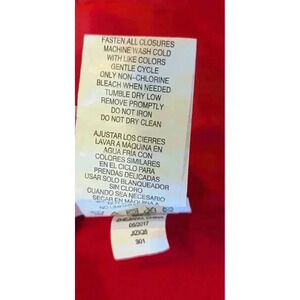 FASTEN ALL CLOSURES
MACHINE WASH COLD
WITH LIKE COLORS
GENTLE CYCLE
ONLY NON-CHLORINE
BLEACH WHEN NEEDED
TUMBLE DRY LOW
REMOVE PROMPTLY
DO NOT IRON
DO NOT DRY CLEAN
AJUSTAR LOS CIERRES
LAVAR A MAQUINA EN
AGUA FRIA CON
COLORES SIMILARES
EN EL CICLO PARA
PRENDAS DELICADAS
USAR SOLO BLANQUEADOR
SIN CLORO
CUANDO SEA NECESARIO
SECAR EN MAQUINA A
05/2017